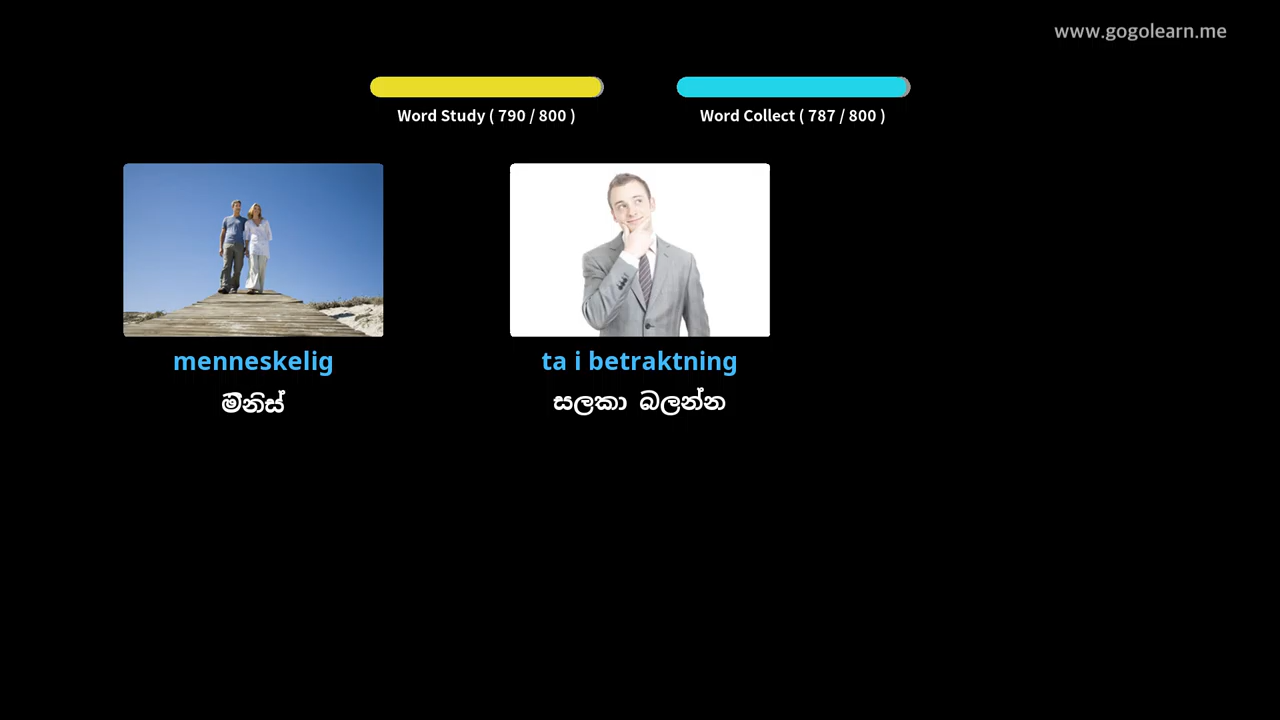 www.gogolearn.me
Word Study ( 790 / 800 )
Word Collect ( 787 / 800 )
menneskelig
ta i betraktning
මිනිස්
සලකා බලන්න